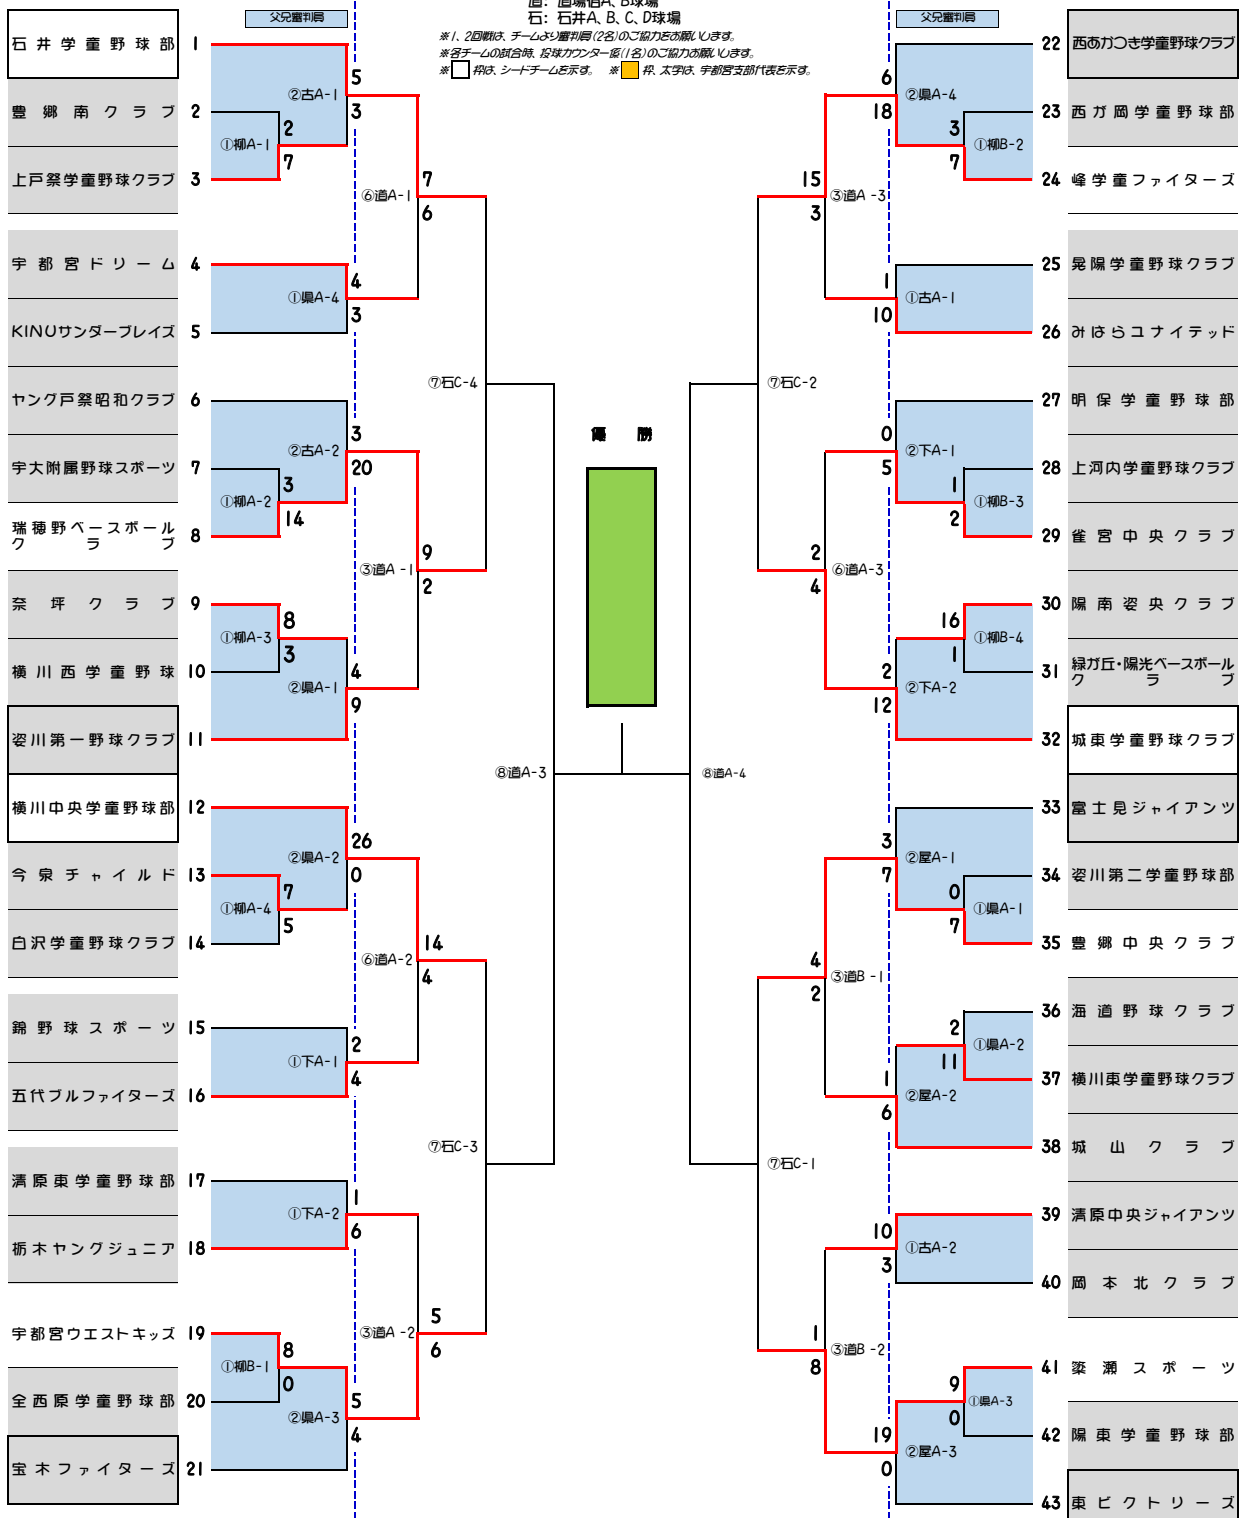 道: 道場宿A、B球場
石: 石井A、B、C、D球場
※1、2回戦は、チームより審判員(2名)のご協力をお願いします。
※各チームの試合時、投球カウンター係(1名)のご協力お願いします。
※ 枠は、シードチームを示す。 ※ 枠、太字は、宇都宮支部代表を示す。
父兄審判員
父兄審判員
石井学童野球部 1
豊郷南クラブ 2
上戸祭学童野球クラブ 3
宇都宮ドリーム 4
KINUサンダーブレイズ 5
ヤング戸祭昭和クラブ 6
宇大附属野球スポーツ 7
瑞穂野ベースボール
クラブ 8
奈坪クラブ 9
横川西学童野球 10
姿川第一野球クラブ 11
横川中央学童野球部 12
今泉チャイルド 13
白沢学童野球クラブ 14
錦野球スポーツ 15
五代ブルファイターズ 16
清原東学童野球部 17
栃木ヤングジュニア 18
宇都宮ウエストキッズ 19
全西原学童野球部 20
宝木ファイターズ 21
②古A-1 5
3
①柳A-1 2
7
①県A-4 4
3
⑥道A-1 7
6
②古A-2 3
20
①柳A-2 3
14
①柳A-3 8
3
②県A-1 4
9
③道A-1 9
2
⑦石C-4
②県A-2 26
0
①柳A-4 7
5
①下A-1 2
4
⑥道A-2 14
4
①下A-2 1
6
①柳B-1 8
0
②県A-3 5
4
③道A-2 5
6
⑦石C-3
⑧道A-3
優勝
⑧道A-4
22 西あかつき学童野球クラブ
23 西が岡学童野球部
24 峰学童ファイターズ
25 晃陽学童野球クラブ
26 みはらユナイテッド
27 明保学童野球部
28 上河内学童野球クラブ
29 雀宮中央クラブ
30 陽南姿央クラブ
31 緑が丘・陽光ベースボール
クラブ
32 城東学童野球クラブ
33 富士見ジャイアンツ
34 姿川第二学童野球部
35 豊郷中央クラブ
36 海道野球クラブ
37 横川東学童野球クラブ
38 城山クラブ
39 清原中央ジャイアンツ
40 岡本北クラブ
41 簗瀬スポーツ
42 陽東学童野球部
43 東ビクトリーズ
6 ②県A-4
18
3 ①柳B-2
7
15 ③道A-3
3
1 ①古A-1
10
⑦石C-2
0 ②下A-1
5
1 ①柳B-3
2
2 ⑥道A-3
4
16 ①柳B-4
1
2 ②下A-2
12
3 ②屋A-1
7
0 ①県A-1
7
4 ③道B-1
2
2 ①県A-2
11
1 ②屋A-2
6
⑦石C-1
10 ①古A-2
3
1 ③道B-2
8
9 ①県A-3
0
19 ②屋A-3
0